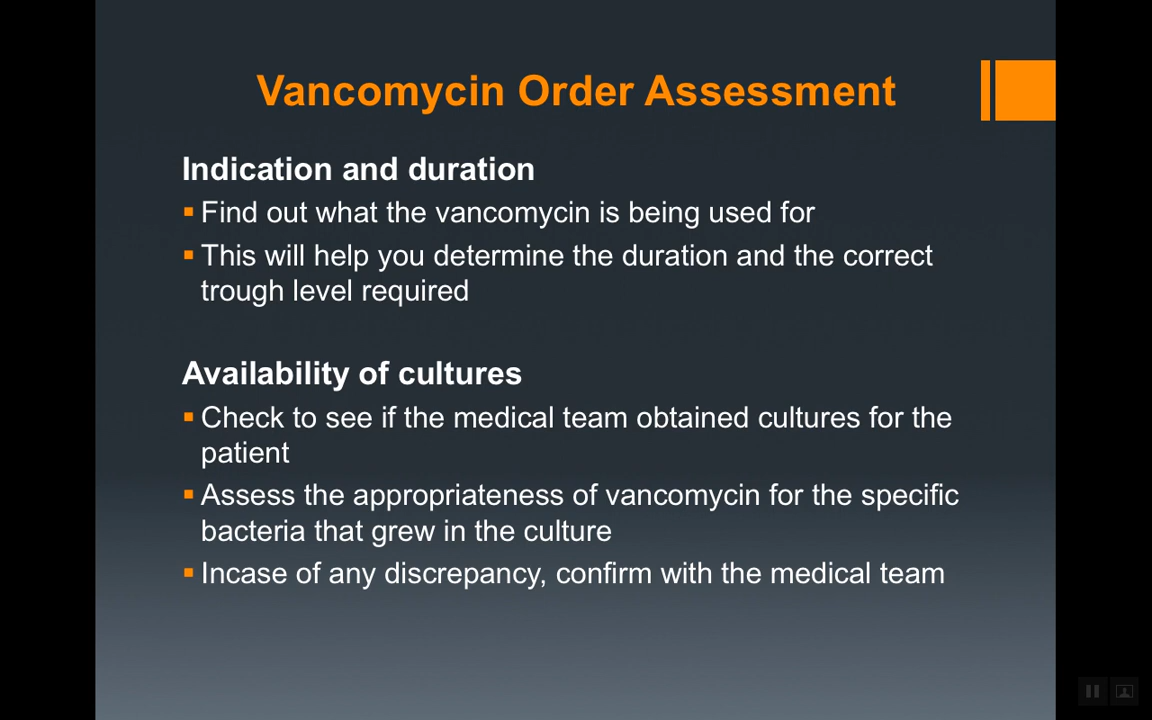 Vancomycin Order Assessment
Indication and duration
Find out what the vancomycin is being used for
This will help you determine the duration and the correct
trough level required
Availability of cultures
Check to see if the medical team obtained cultures for the
patient
Assess the appropriateness of vancomycin for the specific
bacteria that grew in the culture
Incase of any discrepancy, confirm with the medical team